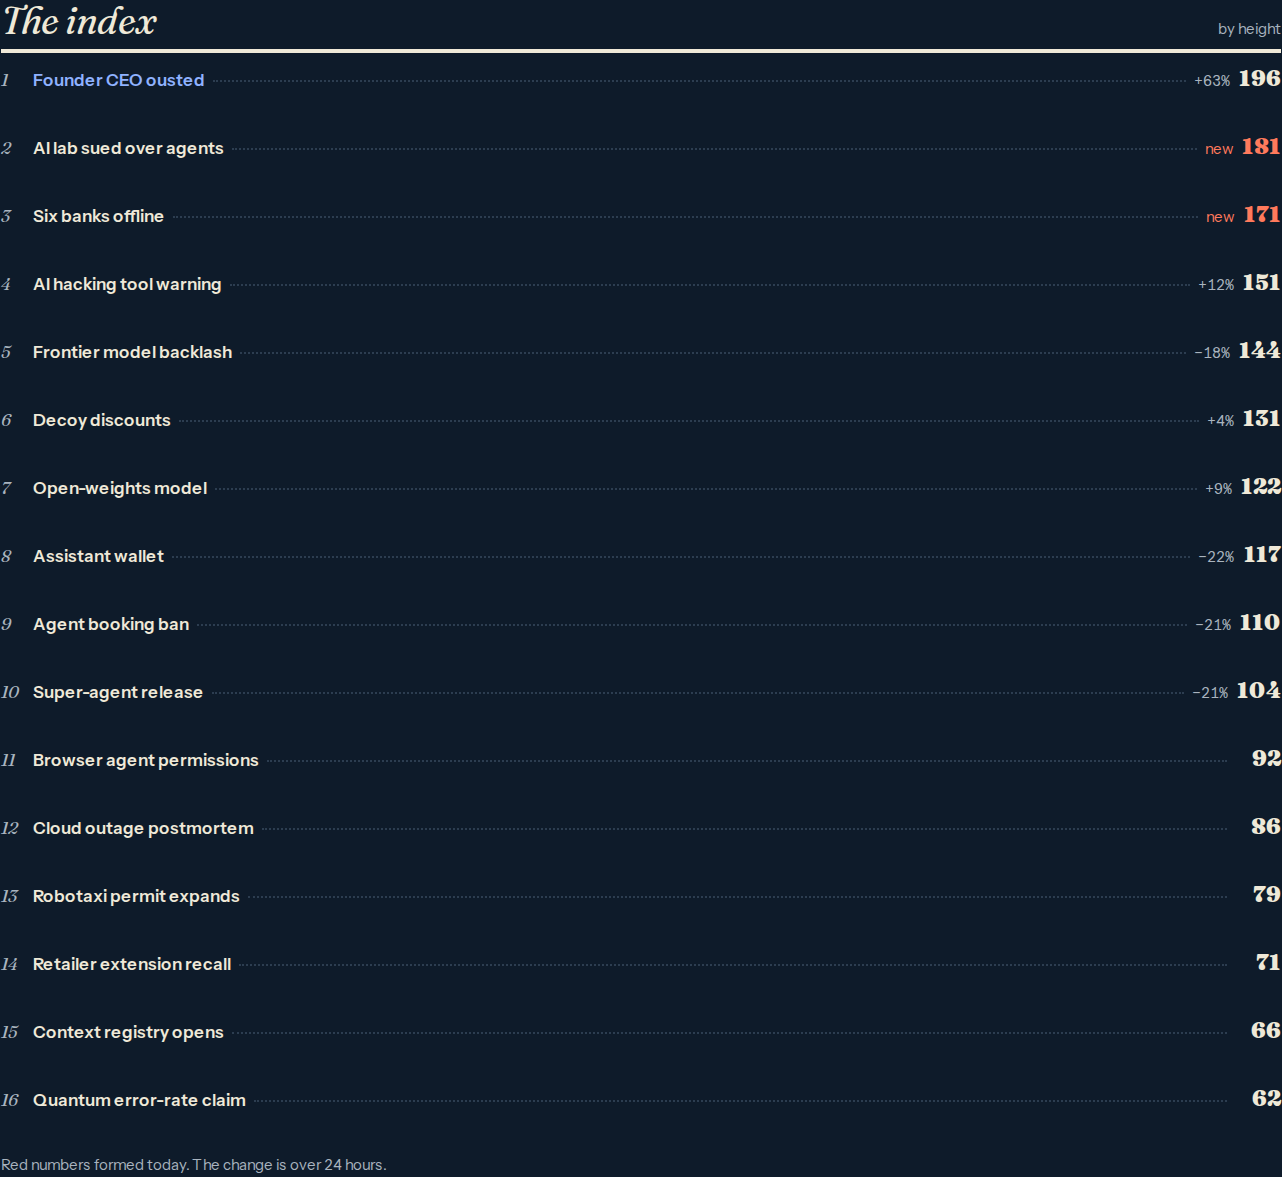 The index
by height
1 Founder CEO ousted +63% 196
2 AI lab sued over agents new 181
3 Six banks offline new 171
4 AI hacking tool warning +12% 151
5 Frontier model backlash −18% 144
6 Decoy discounts +4% 131
7 Open-weights model +9% 122
8 Assistant wallet −22% 117
9 Agent booking ban −21% 110
10 Super-agent release −21% 104
11 Browser agent permissions 92
12 Cloud outage postmortem 86
13 Robotaxi permit expands 79
14 Retailer extension recall 71
15 Context registry opens 66
16 Quantum error-rate claim 62
Red numbers formed today. The change is over 24 hours.